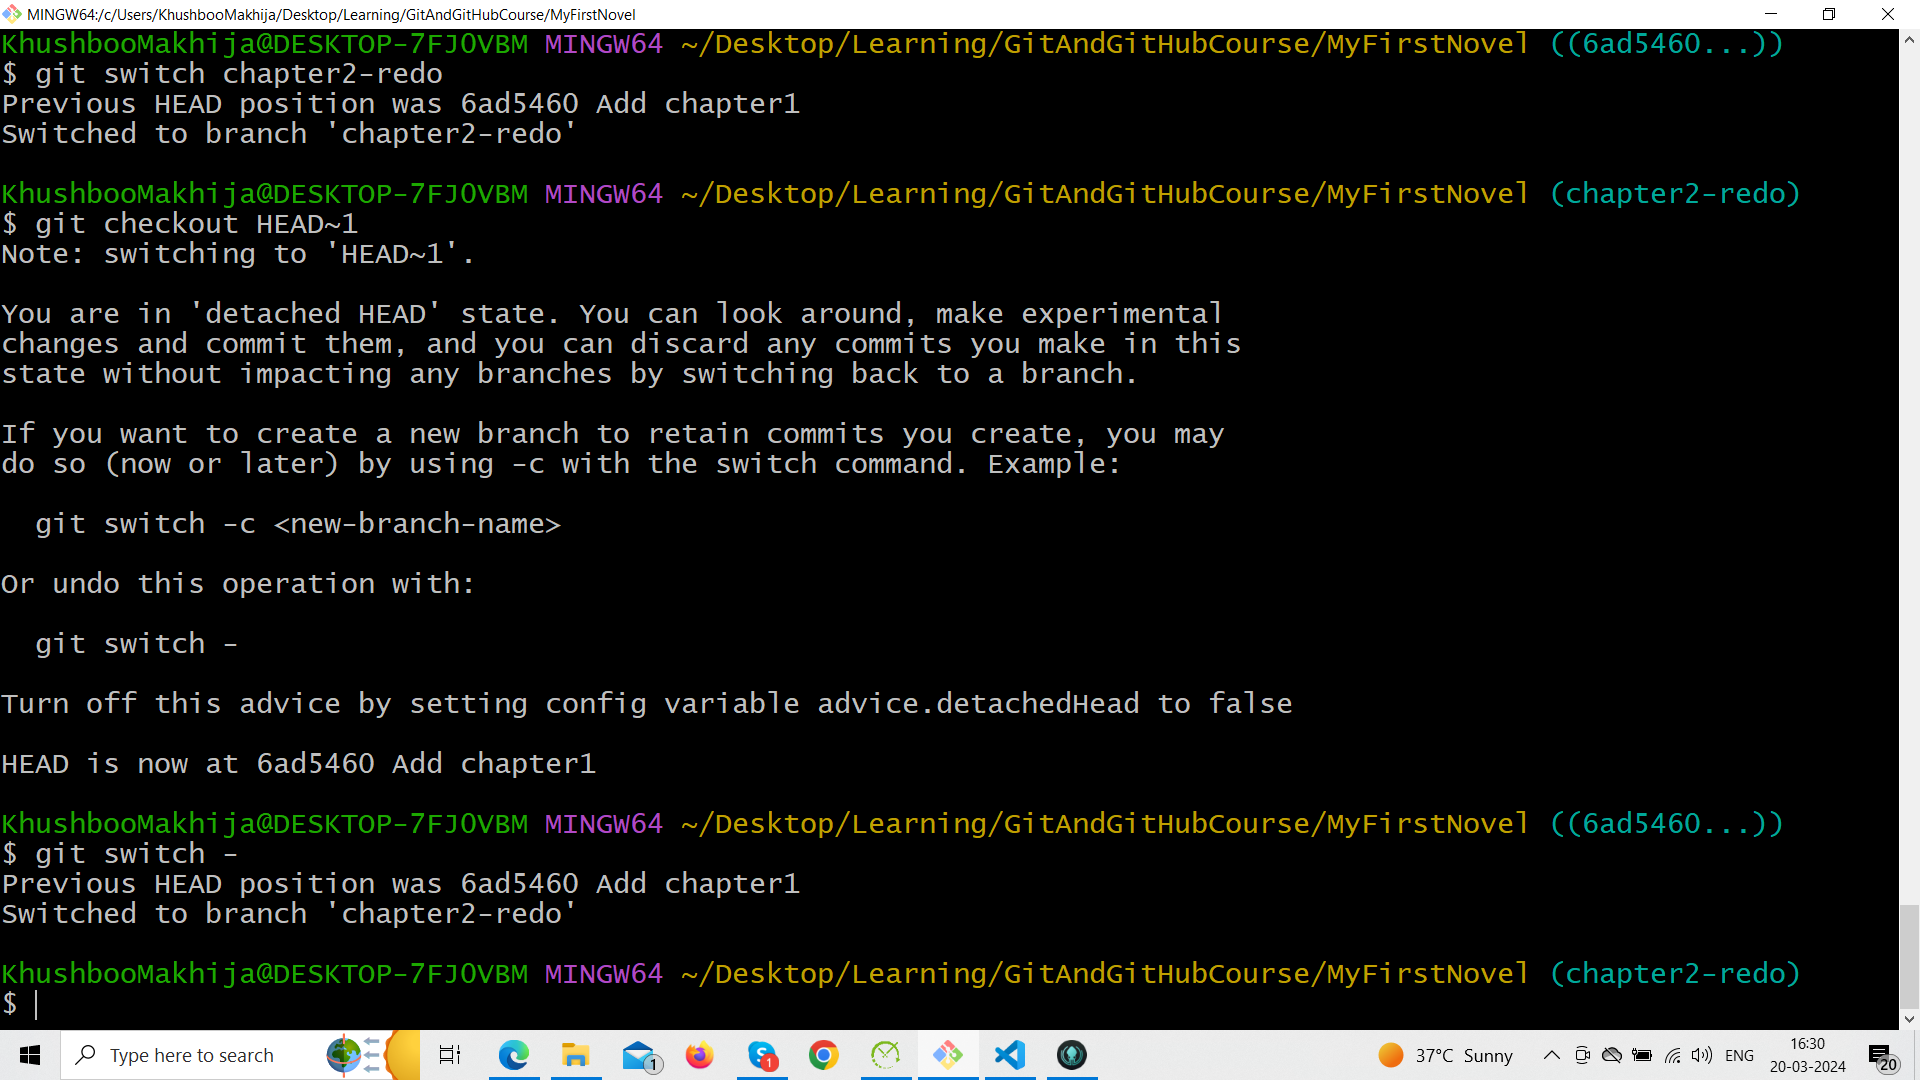 MINGW64:/c/Users/KhushbooMakhija/Desktop/Learning/GitAndGitHubCourse/MyFirstNovel
KhushbooMakhija@DESKTOP-7FJ0VBM MINGW64 ~/Desktop/Learning/GitAndGitHubCourse/MyFirstNovel ((6ad5460...))
$ git switch chapter2-redo
Previous HEAD position was 6ad5460 Add chapter1
Switched to branch 'chapter2-redo'
KhushbooMakhija@DESKTOP-7FJ0VBM MINGW64 ~/Desktop/Learning/GitAndGitHubCourse/MyFirstNovel (chapter2-redo)
$ git checkout HEAD~1
Note: switching to 'HEAD~1'.
You are in 'detached HEAD' state. You can look around, make experimental
changes and commit them, and you can discard any commits you make in this
state without impacting any branches by switching back to a branch.
If you want to create a new branch to retain commits you create, you may
do so (now or later) by using -c with the switch command. Example:
git switch -c <new-branch-name>
Or undo this operation with:
git switch -
Turn off this advice by setting config variable advice.detachedHead to false
HEAD is now at 6ad5460 Add chapter1
KhushbooMakhija@DESKTOP-7FJ0VBM MINGW64 ~/Desktop/Learning/GitAndGitHubCourse/MyFirstNovel ((6ad5460...))
$ git switch -
Previous HEAD position was 6ad5460 Add chapter1
Switched to branch 'chapter2-redo'
KhushbooMakhija@DESKTOP-7FJ0VBM MINGW64 ~/Desktop/Learning/GitAndGitHubCourse/MyFirstNovel (chapter2-redo)
$
Type here to search
1
1
37°C Sunny
ENG
16:30
20-03-2024
20